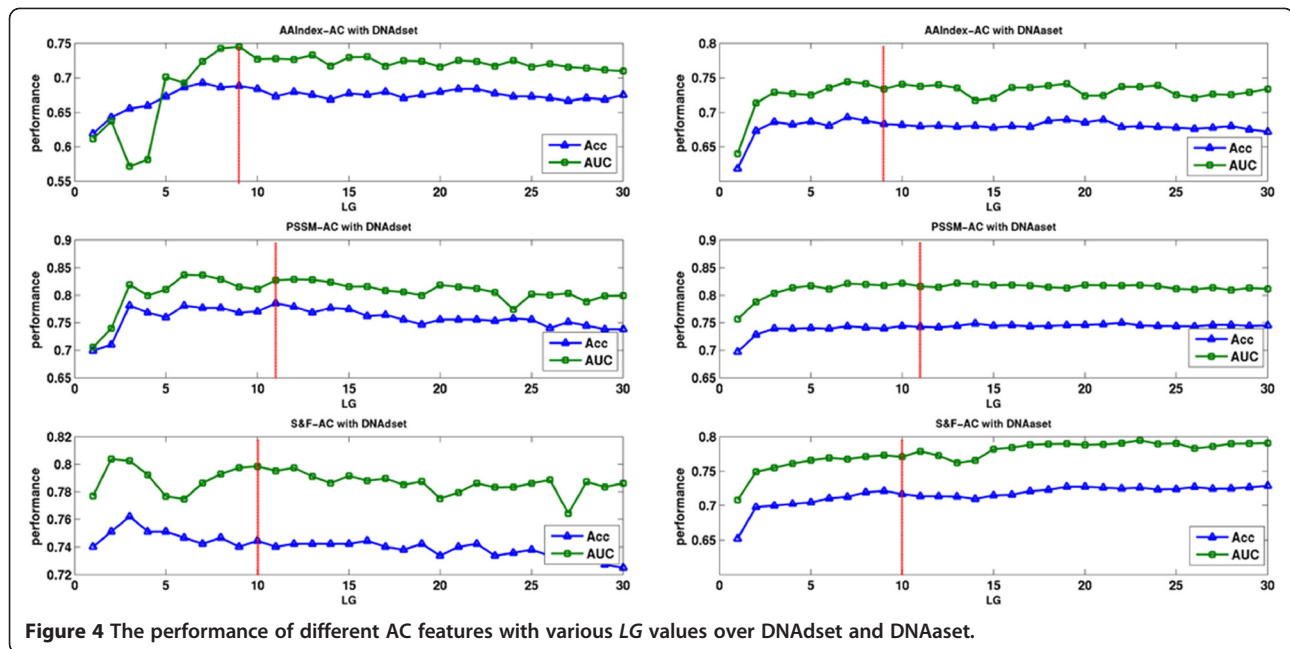 AAIndex-AC with DNAdset
0.75
0.7
0.65
0.6
0.55
performance
0 5 10 15 20 25 30
LG
Acc
AUC
AAIndex-AC with DNAaset
0.8
0.75
0.7
0.65
performance
0 5 10 15 20 25 30
LG
Acc
AUC
PSSM-AC with DNAdset
0.9
0.85
0.8
0.75
0.7
0.65
performance
0 5 10 15 20 25 30
LG
Acc
AUC
PSSM-AC with DNAaset
0.9
0.85
0.8
0.75
0.7
0.65
performance
0 5 10 15 20 25 30
LG
Acc
AUC
S&F-AC with DNAdset
0.82
0.8
0.78
0.76
0.74
0.72
performance
0 5 10 15 20 25 30
LG
Acc
AUC
S&F-AC with DNAaset
0.8
0.75
0.7
0.65
performance
0 5 10 15 20 25 30
LG
Acc
AUC
Figure 4 The performance of different AC features with various LG values over DNAdset and DNAaset.